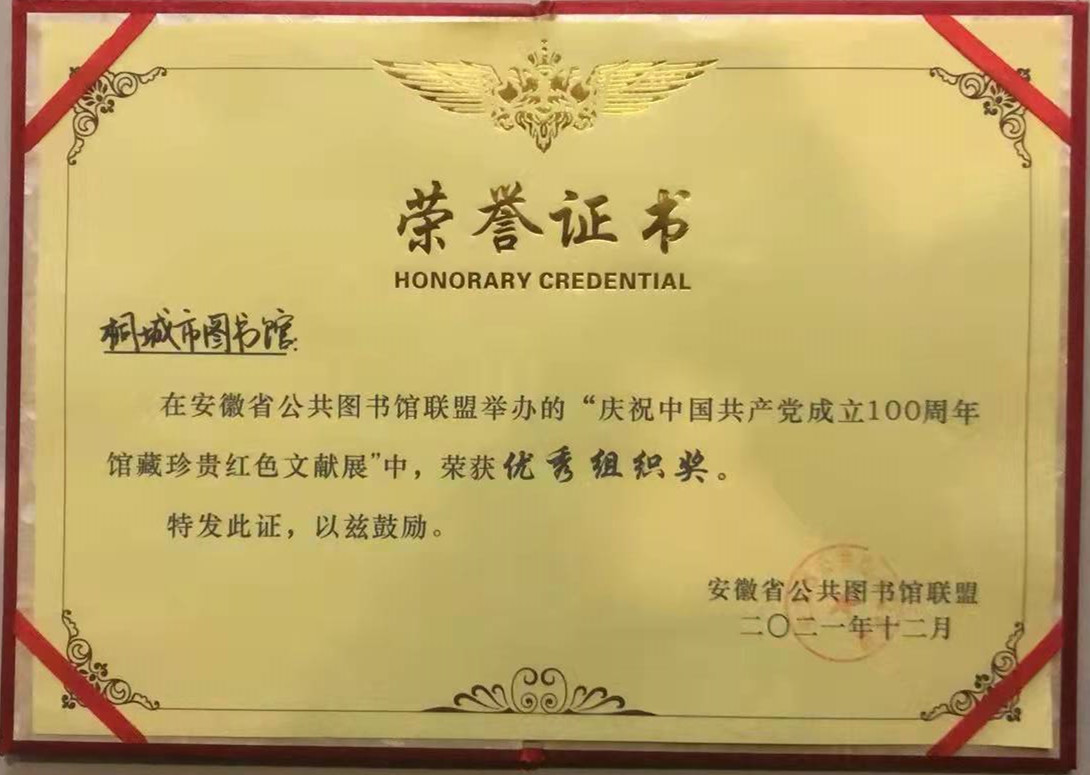 荣誉证书
HONORARY CREDENTIAL
桐城市图书馆:
在安徽省公共图书馆联盟举办的“庆祝中国共产党成立100周年
馆藏珍贵红色文献展”中，荣获优秀组织奖。
特发此证，以兹鼓励。
安徽省公共图书馆联盟
二〇二一年十二月